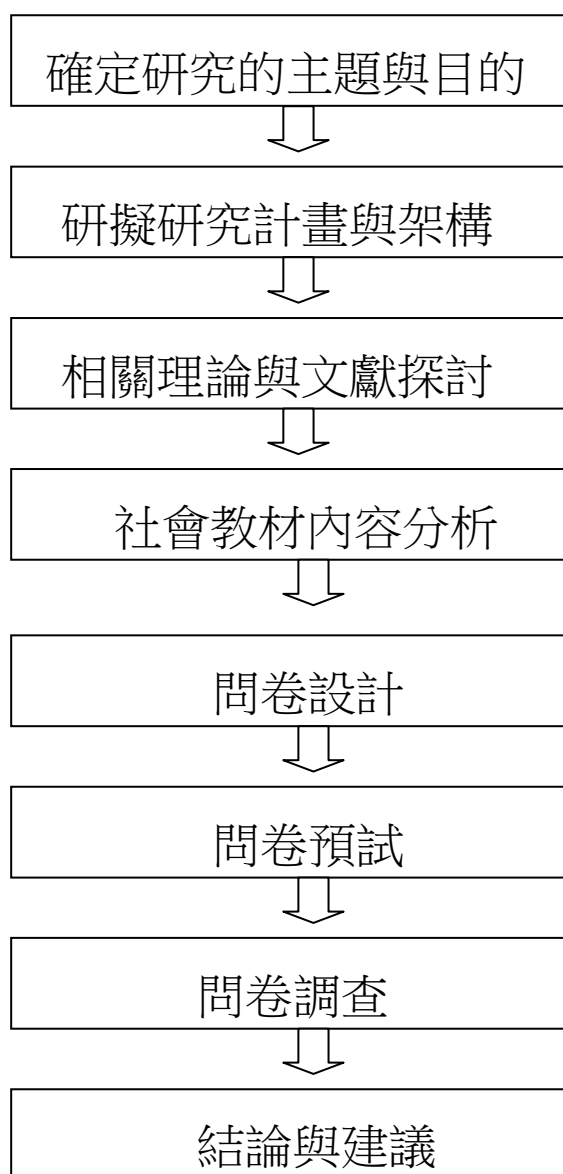 確定研究的主題與目的
研擬研究計畫與架構
相關理論與文獻探討
社會教材內容分析
問卷設計
問卷預試
問卷調查
結論與建議